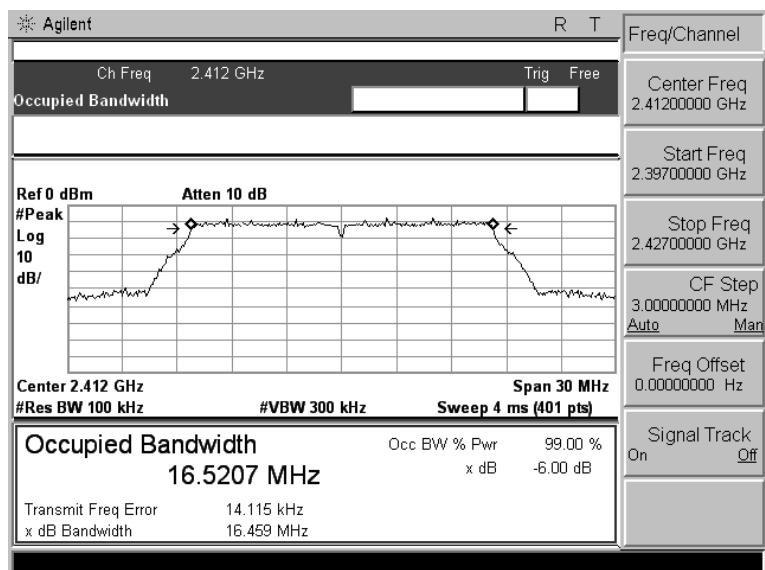 Agilent R T
Freq/Channel
Ch Freq 2.412 GHz Trig Free
Occupied Bandwidth
Center Freq
2.41200000 GHz
Start Freq
2.39700000 GHz
Ref 0 dBm Atten 10 dB
#Peak
Log
10
dB/
Stop Freq
2.42700000 GHz
CF Step
3.00000000 MHz
Auto Man
Center 2.412 GHz Span 30 MHz
#Res BW 100 kHz #VBW 300 kHz Sweep 4 ms (401 pts)
Freq Offset
0.00000000 Hz
Occupied Bandwidth Occ BW % Pwr 99.00 %
16.5207 MHz x dB -6.00 dB
Signal Track
On Off
Transmit Freq Error 14.115 kHz
x dB Bandwidth 16.459 MHz